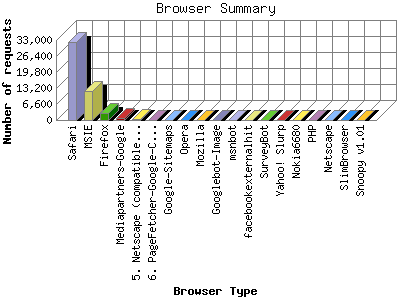 Browser Summary
Number of requests
33,000
26,400
19,800
13,200
6,600
0
Safari
MSIE
Firefox
Mediapartners-Google
5. Netscape (compatible...
6. PageFetcher-Google-C...
Google-Sitemaps
Opera
Mozilla
Googlebot-Image
msnbot
facebookexternalhit
SurveyBot
Yahoo! Slurp
Nokia6680
PHP
Netscape
SlimBrowser
Snoopy v1.01
Browser Type